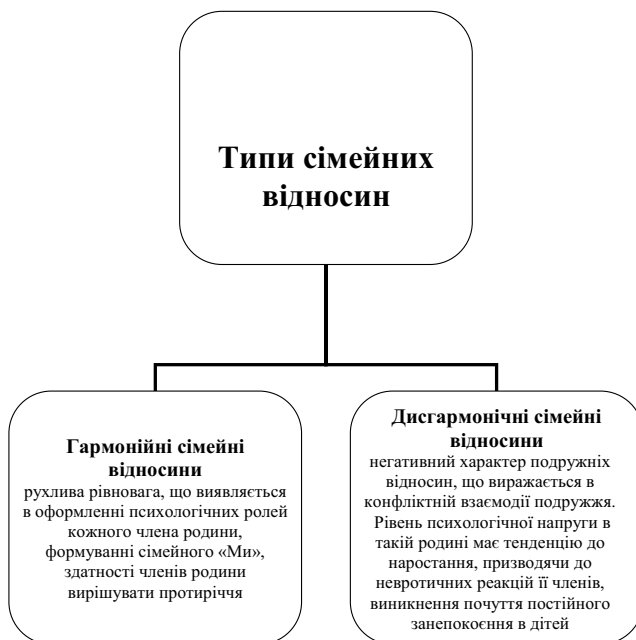 Типи сімейних
відносин
Гармонійні сімейні
відносини
рухлива рівновага, що виявляється
в оформленні психологічних ролей
кожного члена родини,
формуванні сімейного «Ми»,
здатності членів родини
вирішувати протиріччя
Дисгармонічні сімейні
відносини
негативний характер подружніх
відносин, що виражається в
конфліктній взаємодії подружжя.
Рівень психологічної напруги в
такій родині має тенденцію до
наростання, призводячи до
невротичних реакцій її членів,
виникнення почуття постійного
занепокоєння в дітей